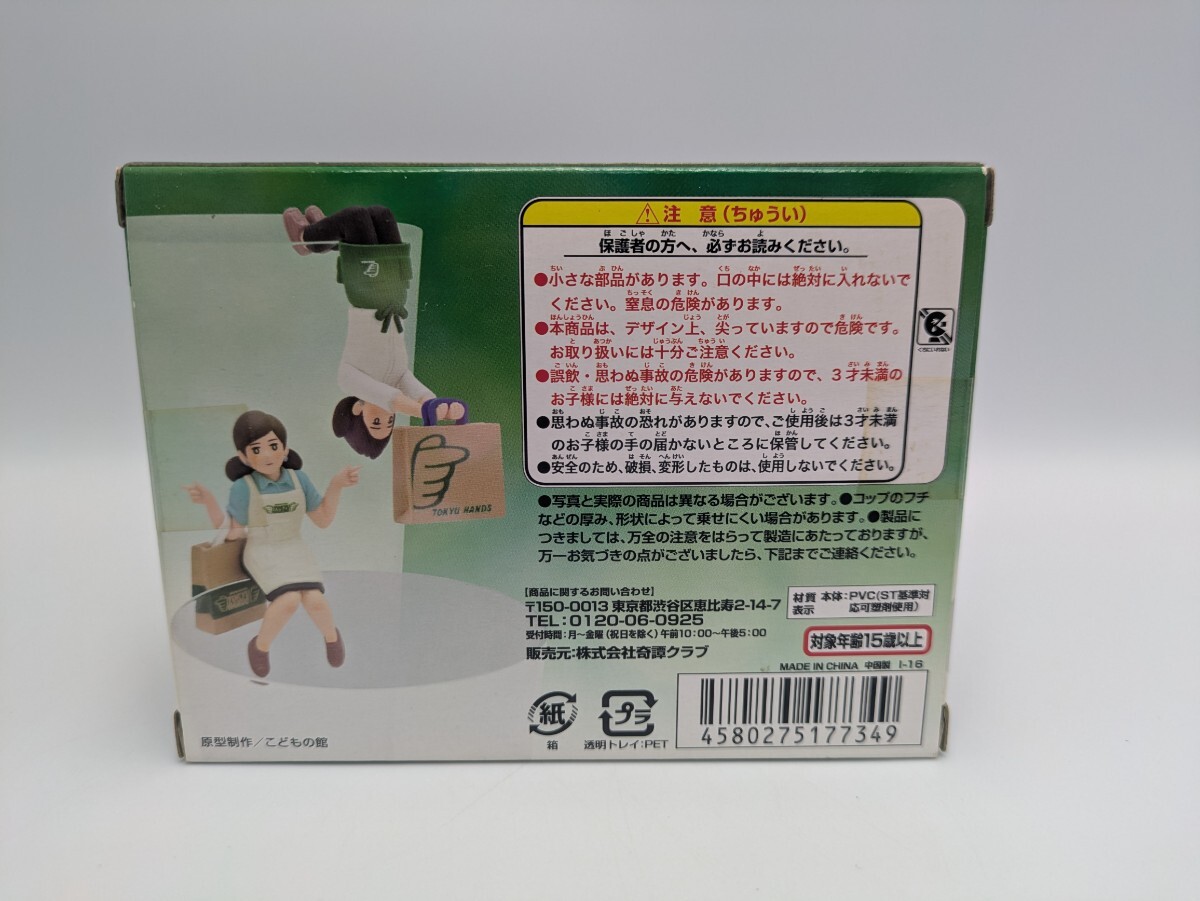 注 意(ちゅうい)
保護者の方へ、必ずお読みください。
●小さな部品があります。口の中には絶対に入れないで
ください。窒息の危険があります。
●本商品は、デザイン上、尖っていますので危険です。
お取り扱いには十分ご注意ください。
●誤飲・思わぬ事故の危険がありますので、3才未満の
お子様には絶対に与えないでください。
●思わぬ事故の恐れがありますので、ご使用後は3才未満
のお子様の手の届かないところに保管してください。
●安全のため、破損、変形したものは、使用しないでください。
くちにいれない
●写真と実際の商品は異なる場合がございます。●コップのフチ
などの厚み、形状によって乗せにくい場合があります。●製品に
つきましては、万全の注意をはらって製造にあたっておりますが、
万一お気づきの点がございましたら、下記までご連絡ください。
【商品に関するお問い合わせ】
〒150-0013 東京都渋谷区恵比寿2-14-7
TEL:0120-06-0925
受付時間:月~金曜(祝日を除く)午前10:00~午後5:00
販売元:株式会社奇譚クラブ
材質 本体:PVC(ST基準対
表示 応可塑剤使用)
対象年齢15歳以上
MADE IN CHINA 中国製 I-16
紙
箱
プラ
透明トレイ:PET
4580275177349
TOKYU HANDS
原型制作/こどもの館